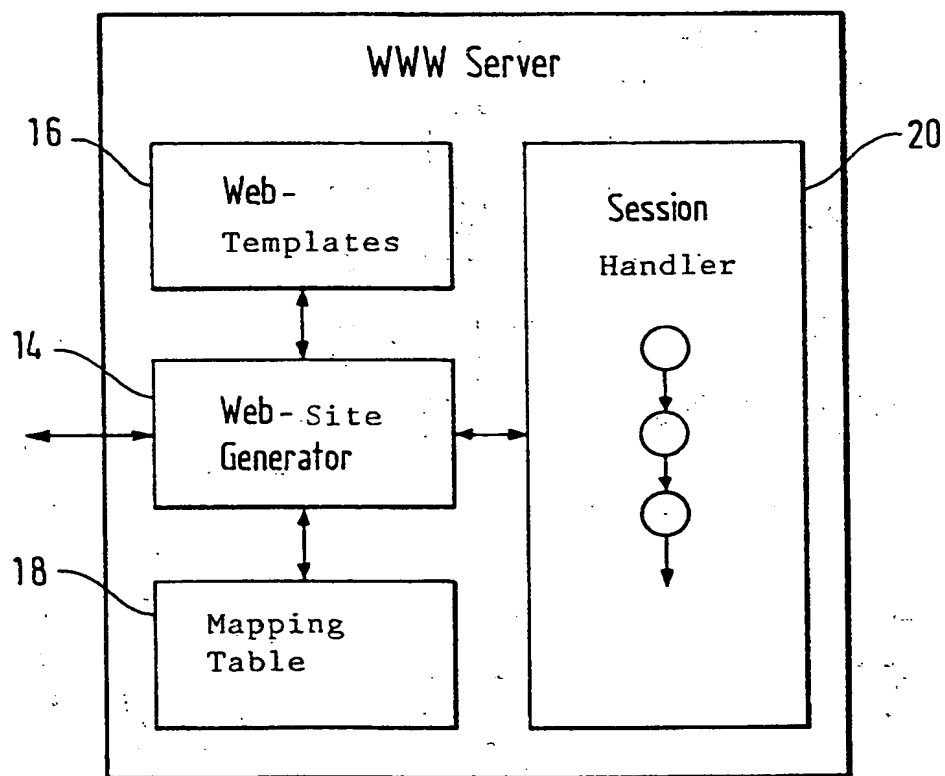 WWW Server
16
Web-
Templates
20
Session
Handler
14
Web-Site
Generator
18
Mapping
Table